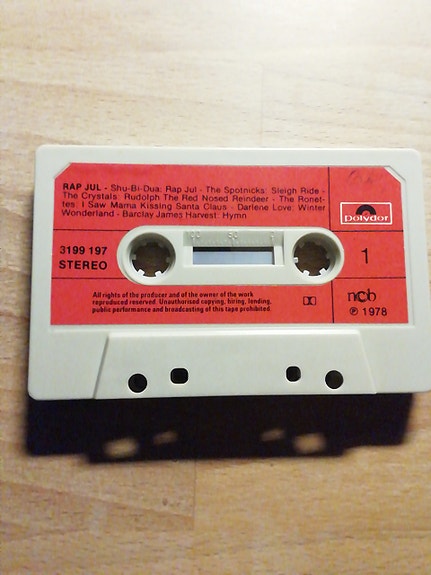 RAP JUL - Shu-Bi-Dua: Rap Jul - The Spotnicks: Sleigh Ride -
The Crystals: Rudolph The Red Nosed Reindeer - The Ronet-
tes: I Saw Mama Kissing Santa Claus - Darlene Love: Winter
Wonderland - Barclay James Harvest: Hymn
polydor
3199 197
STEREO
1
All rights of the producer and of the owner of the work
reproduced reserved. Unauthorised copying, hiring, lending,
public performance and broadcasting of this tape prohibited
ncb
℗ 1978